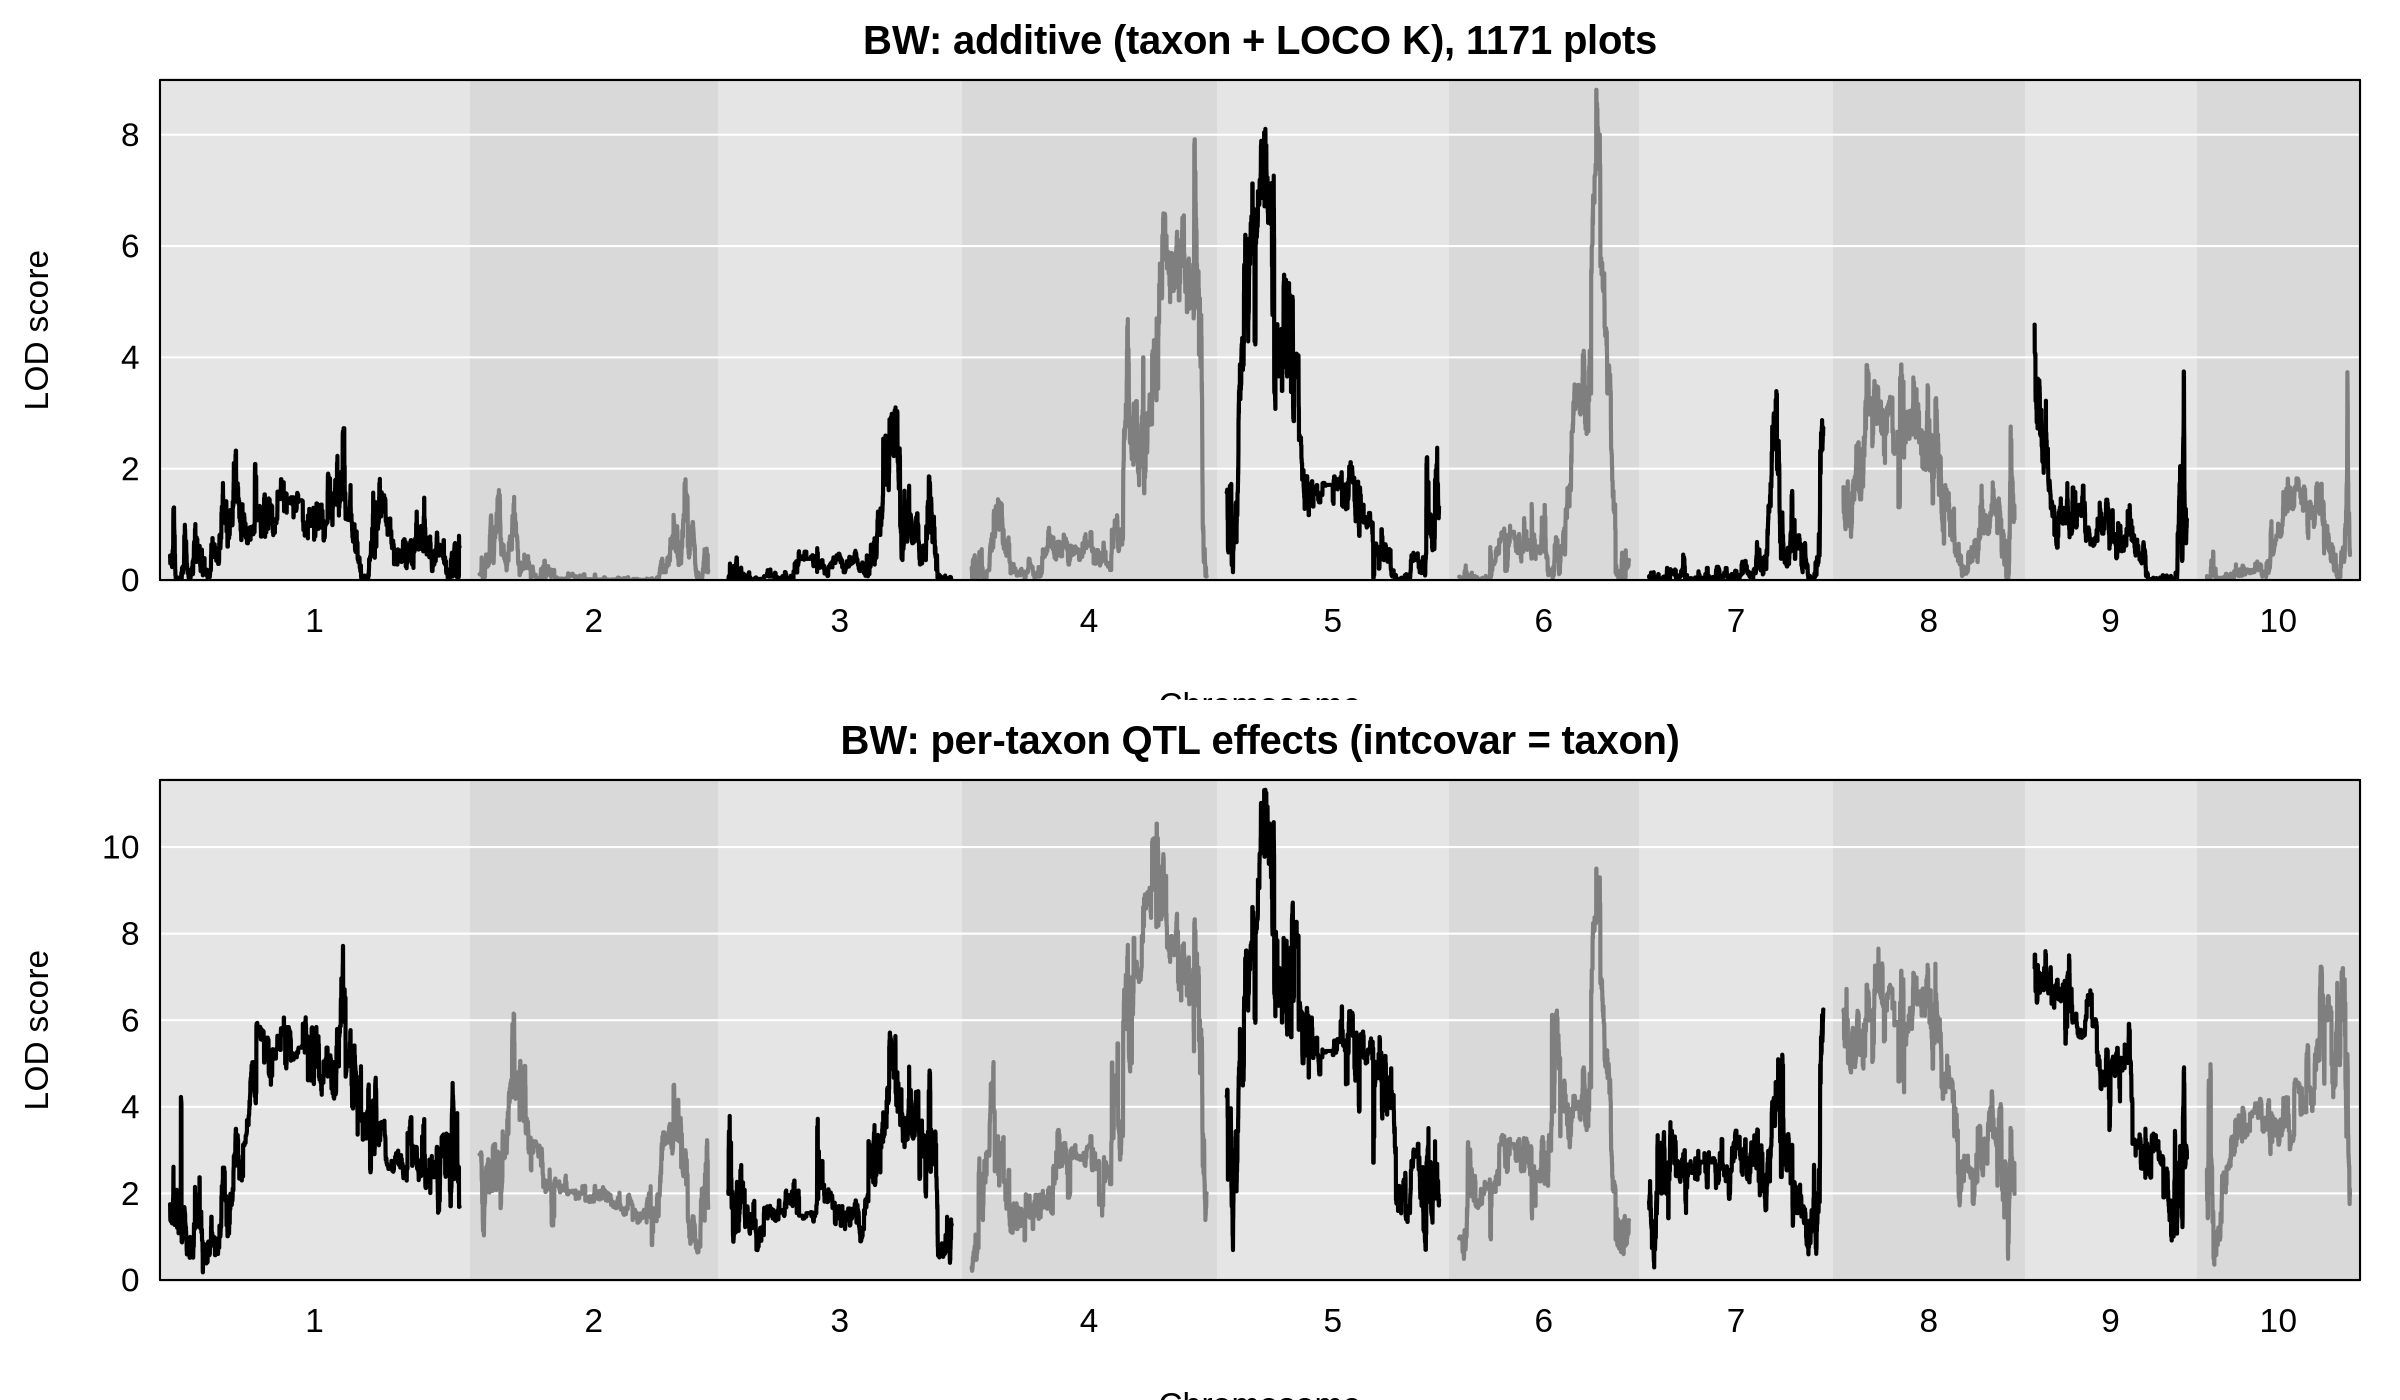 BW: additive (taxon + LOCO K), 1171 plots
LOD score
8
6
4
2
0
1 2 3 4 5 6 7 8 9 10
Chromosome
BW: per-taxon QTL effects (intcovar = taxon)
LOD score
10
8
6
4
2
0
1 2 3 4 5 6 7 8 9 10
Chromosome